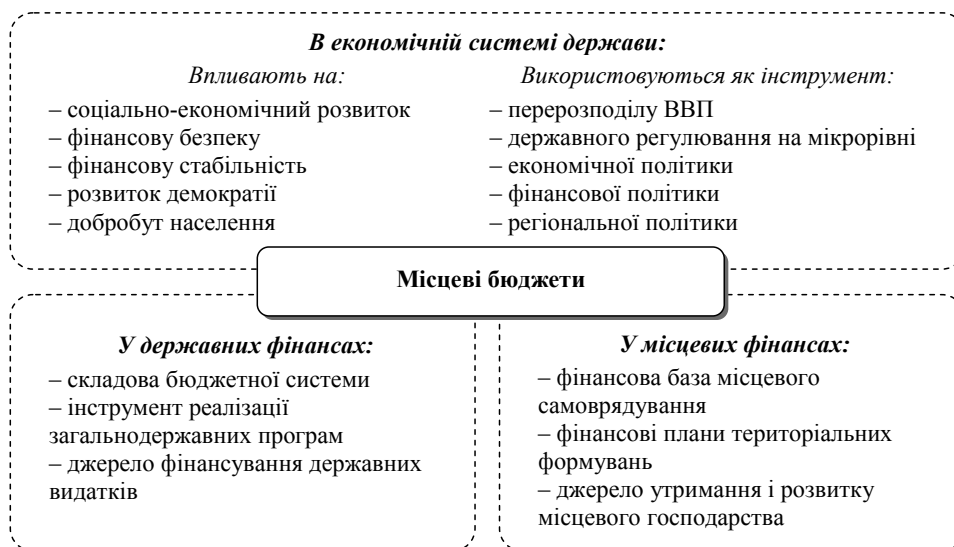 В економічній системі держави:
Впливають на:
– соціально-економічний розвиток
– фінансову безпеку
– фінансову стабільність
– розвиток демократії
– добробут населення
Використовуються як інструмент:
– перерозподілу ВВП
– державного регулювання на мікрорівні
– економічної політики
– фінансової політики
– регіональної політики
Місцеві бюджети
У державних фінансах:
– складова бюджетної системи
– інструмент реалізації
загальнодержавних програм
– джерело фінансування державних
видатків
У місцевих фінансах:
– фінансова база місцевого
самоврядування
– фінансові плани територіальних
формувань
– джерело утримання і розвитку
місцевого господарства